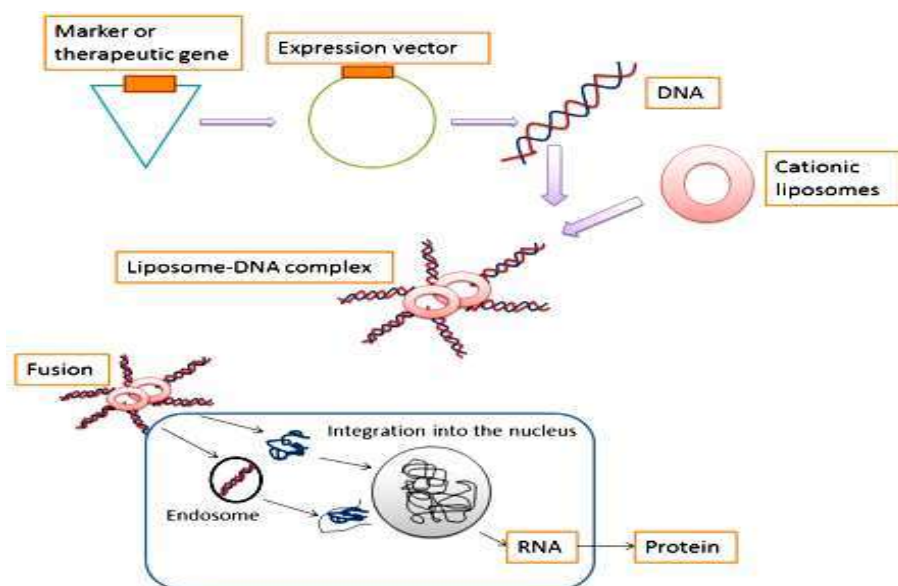 Marker or
therapeutic gene
Expression vector
DNA
Cationic
liposomes
Liposome-DNA complex
Fusion
Integration into the nucleus
Endosome
RNA
Protein